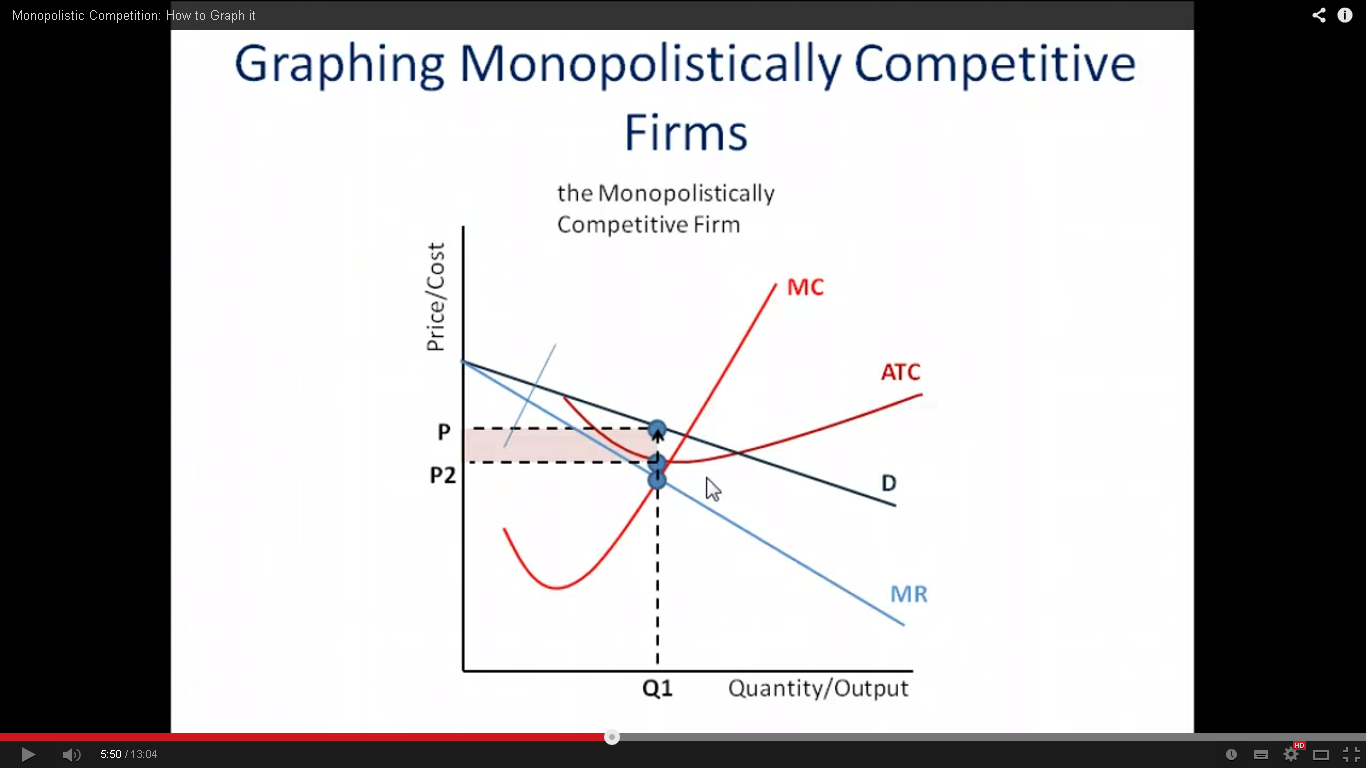 Monopolistic Competition: How to Graph it
Graphing Monopolistically Competitive
Firms
the Monopolistically
Competitive Firm
Price/Cost
MC
ATC
P
P2
D
MR
Q1
Quantity/Output
5:50 / 13:04
HD